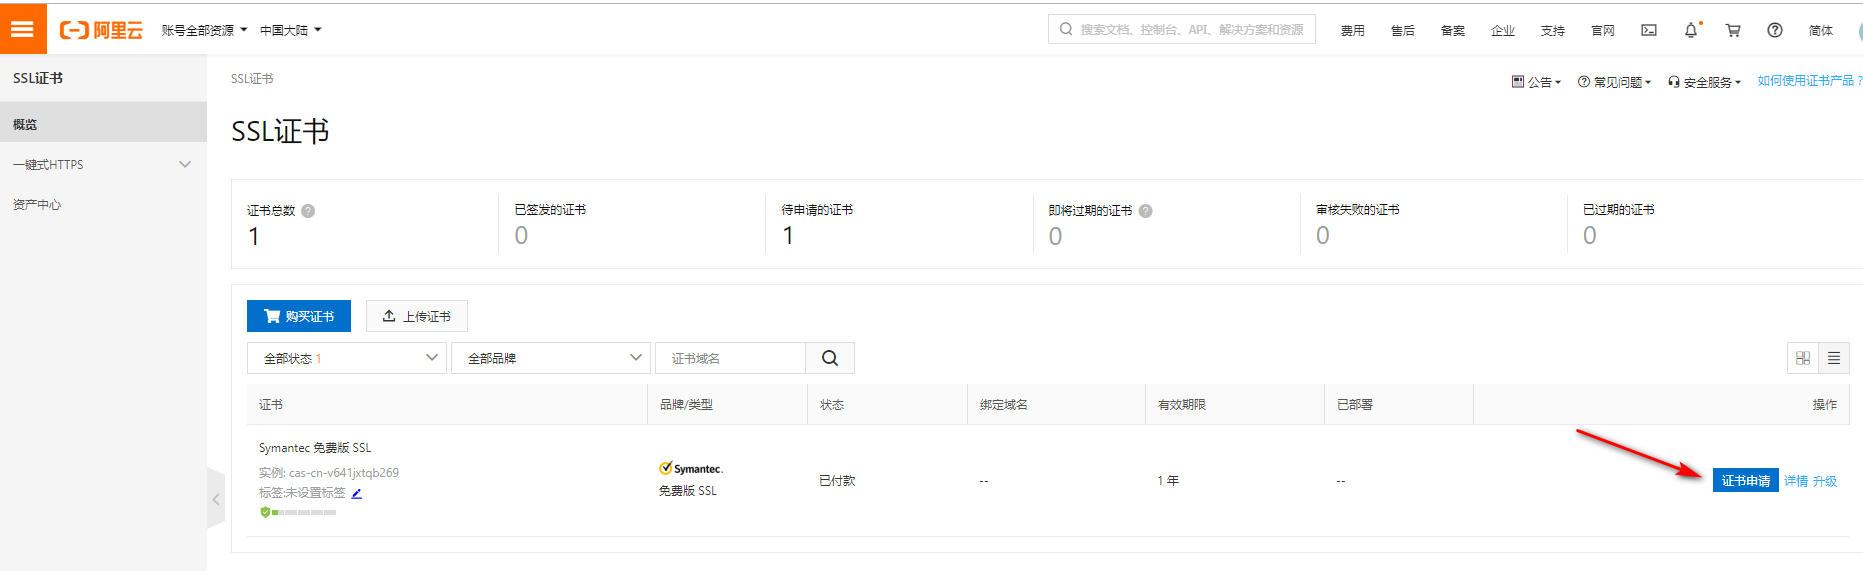 阿里云 账号全部资源 中国大陆 搜索文档、控制台、API、解决方案和资源 费用 售后 备案 企业 支持 官网 简体
SSL证书
概览
一键式HTTPS
资产中心
SSL证书 公告 常见问题 安全服务 如何使用证书产品？
SSL证书
证书总数 已签发的证书 待申请的证书 即将过期的证书 审核失败的证书 已过期的证书
1 0 1 0 0 0
购买证书 上传证书
全部状态 1 全部品牌 证书域名
证书 品牌/类型 状态 绑定域名 有效期限 已部署 操作
Symantec 免费版 SSL
实例: cas-cn-v641jxtqb269
标签:未设置标签
Symantec.
免费版 SSL
已付款 -- 1 年 -- 证书申请 详情 升级